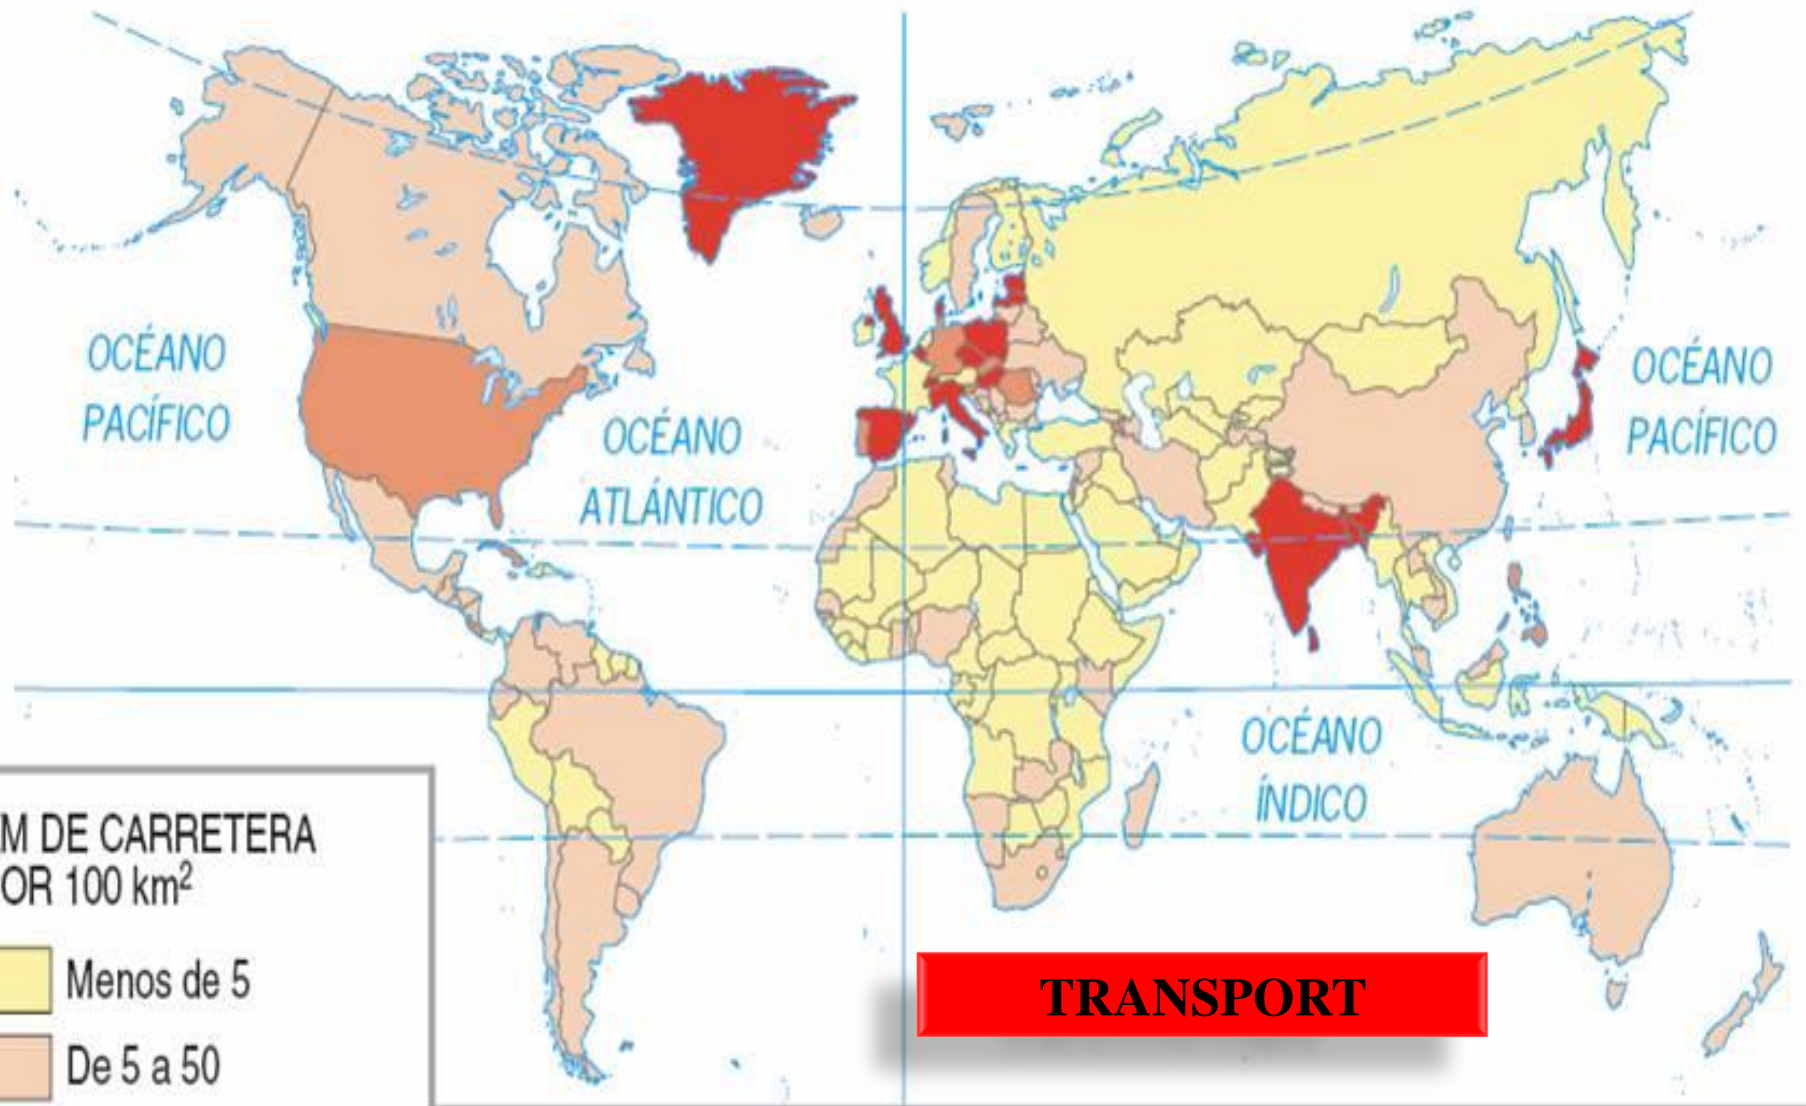 OCÉANO
PACÍFICO
OCÉANO
ATLÁNTICO
OCÉANO
PACÍFICO
OCÉANO
ÍNDICO
M DE CARRETERA
OR 100 km²
Menos de 5
De 5 a 50
TRANSPORT